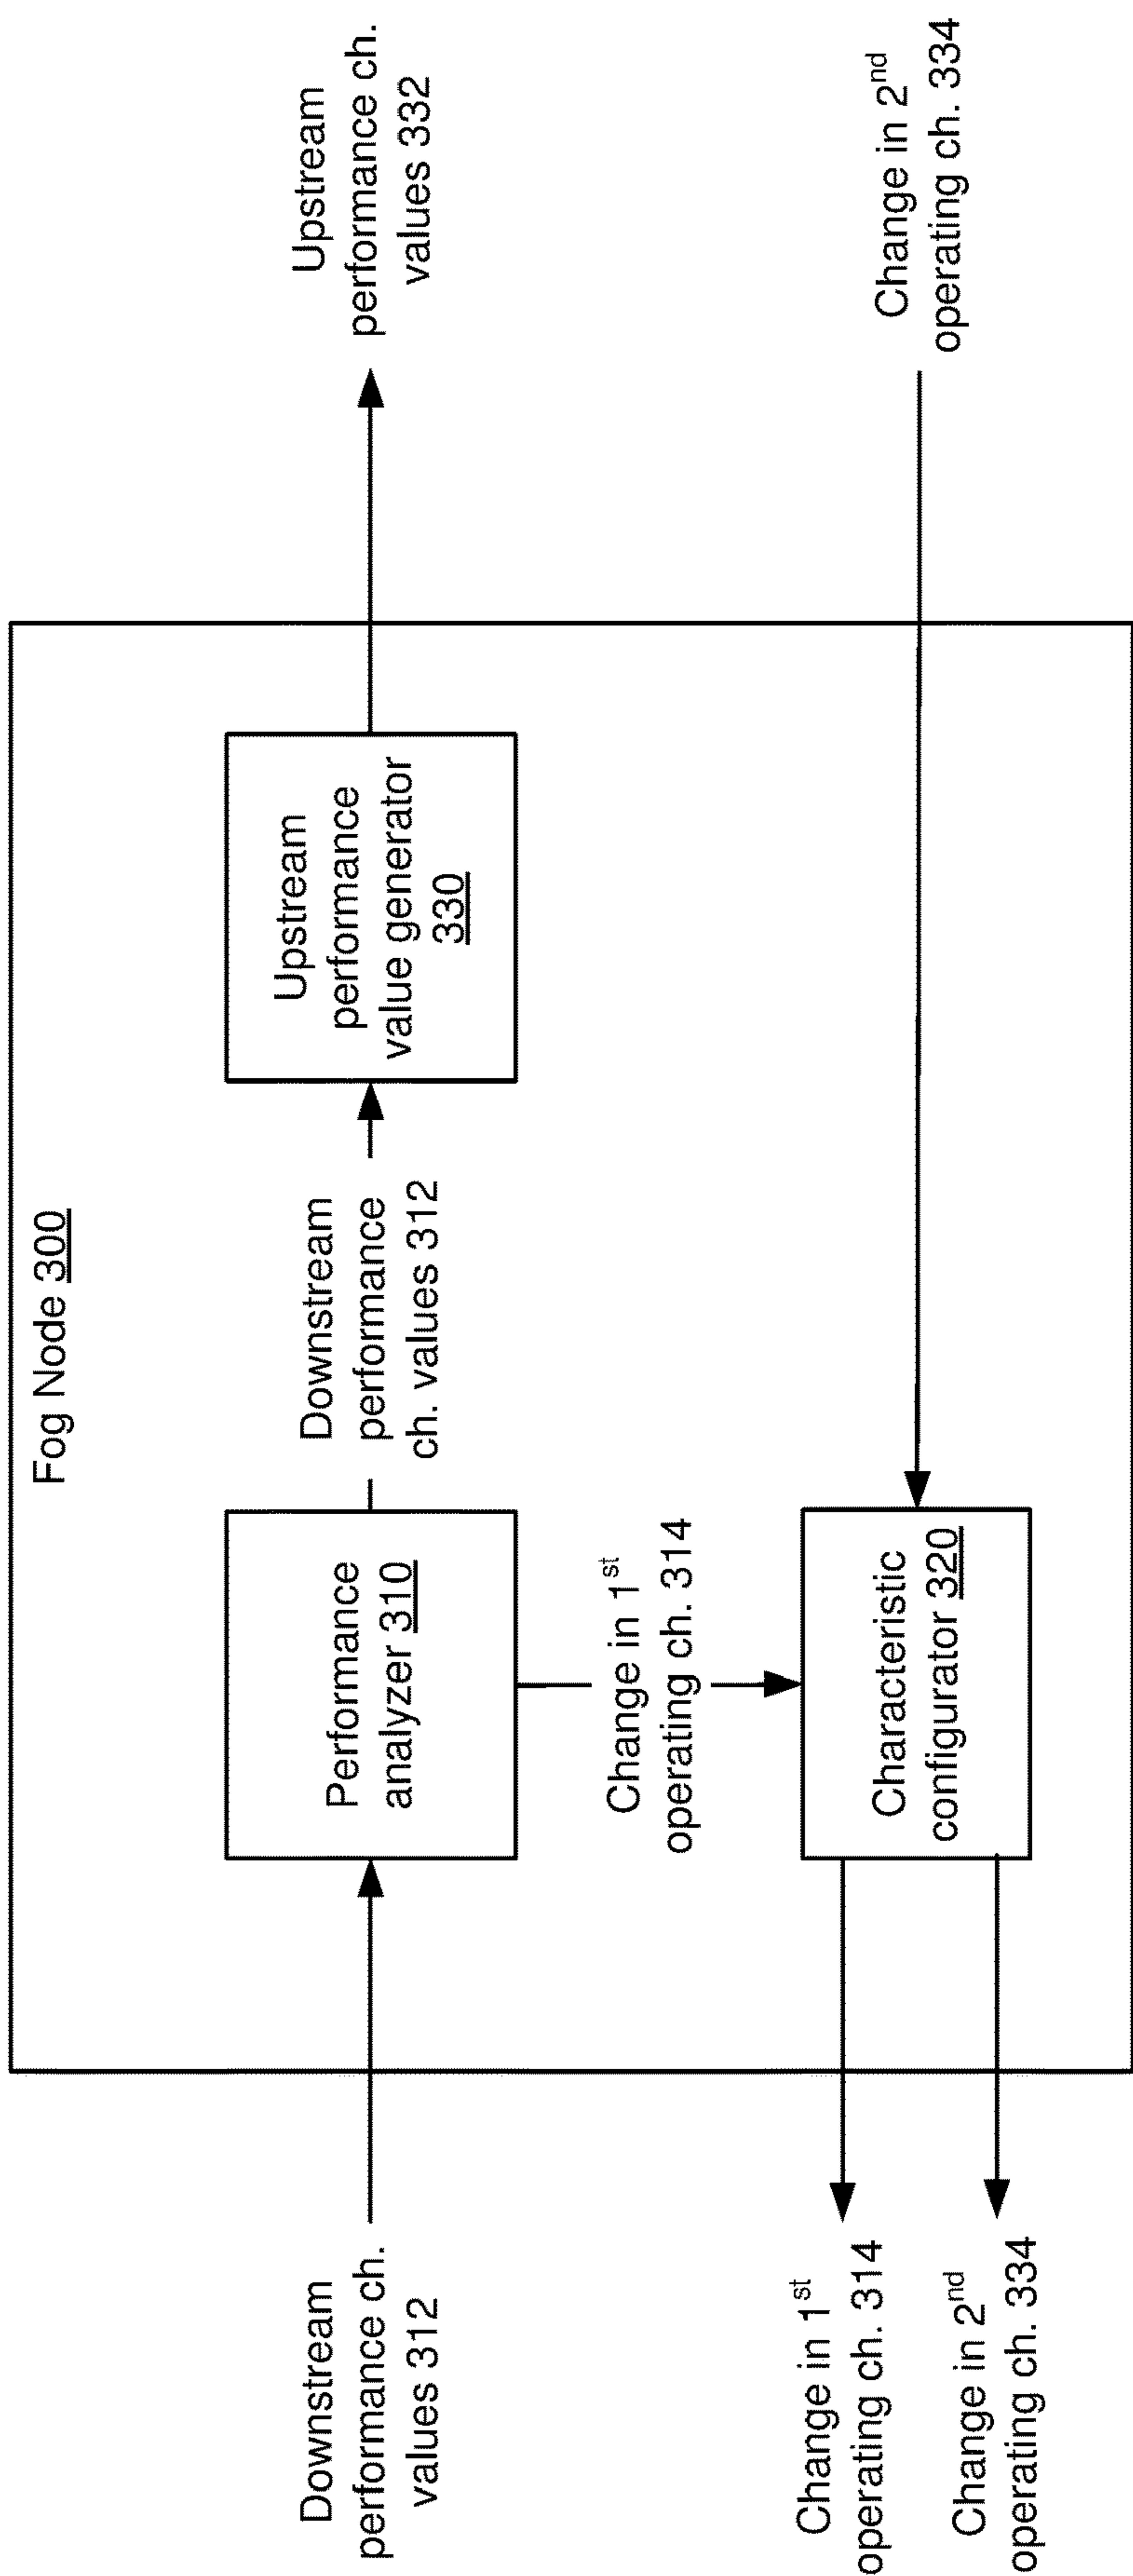 Fog Node 300
Downstream
performance ch.
values 312
Performance
analyzer 310
Downstream
performance
ch. values 312
Upstream
performance
value generator
330
Upstream
performance ch.
values 332
Change in 1st
operating ch. 314
Change in 1st
operating ch. 314
Change in 2nd
operating ch. 334
Characteristic
configurator 320
Change in 2nd
operating ch. 334